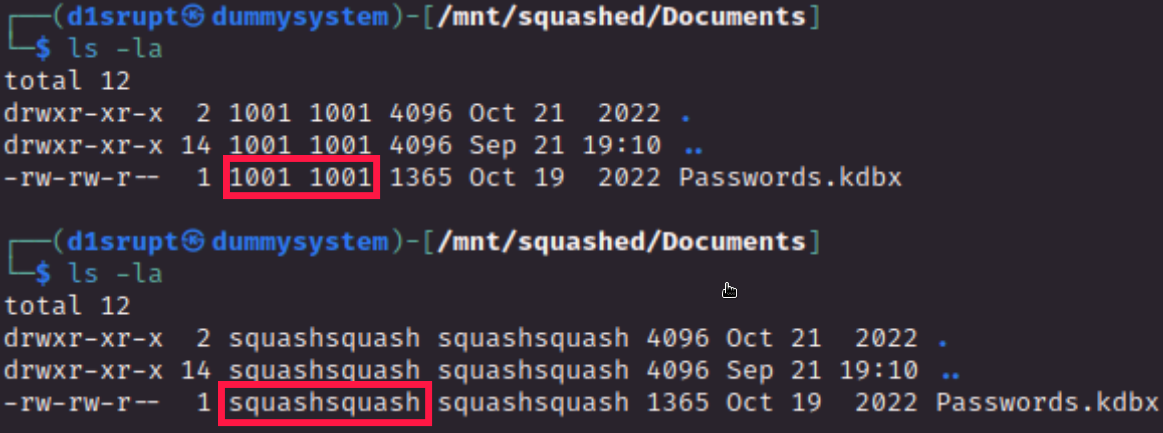 ┌──(d1srupt㉿dummysystem)-[/mnt/squashed/Documents]
└─$ ls -la
total 12
drwxr-xr-x  2 1001 1001 4096 Oct 21  2022 .
drwxr-xr-x 14 1001 1001 4096 Sep 21 19:10 ..
-rw-rw-r--  1 1001 1001 1365 Oct 19  2022 Passwords.kdbx
┌──(d1srupt㉿dummysystem)-[/mnt/squashed/Documents]
└─$ ls -la
total 12
drwxr-xr-x  2 squashsquash squashsquash 4096 Oct 21  2022 .
drwxr-xr-x 14 squashsquash squashsquash 4096 Sep 21 19:10 ..
-rw-rw-r--  1 squashsquash squashsquash 1365 Oct 19  2022 Passwords.kdbx